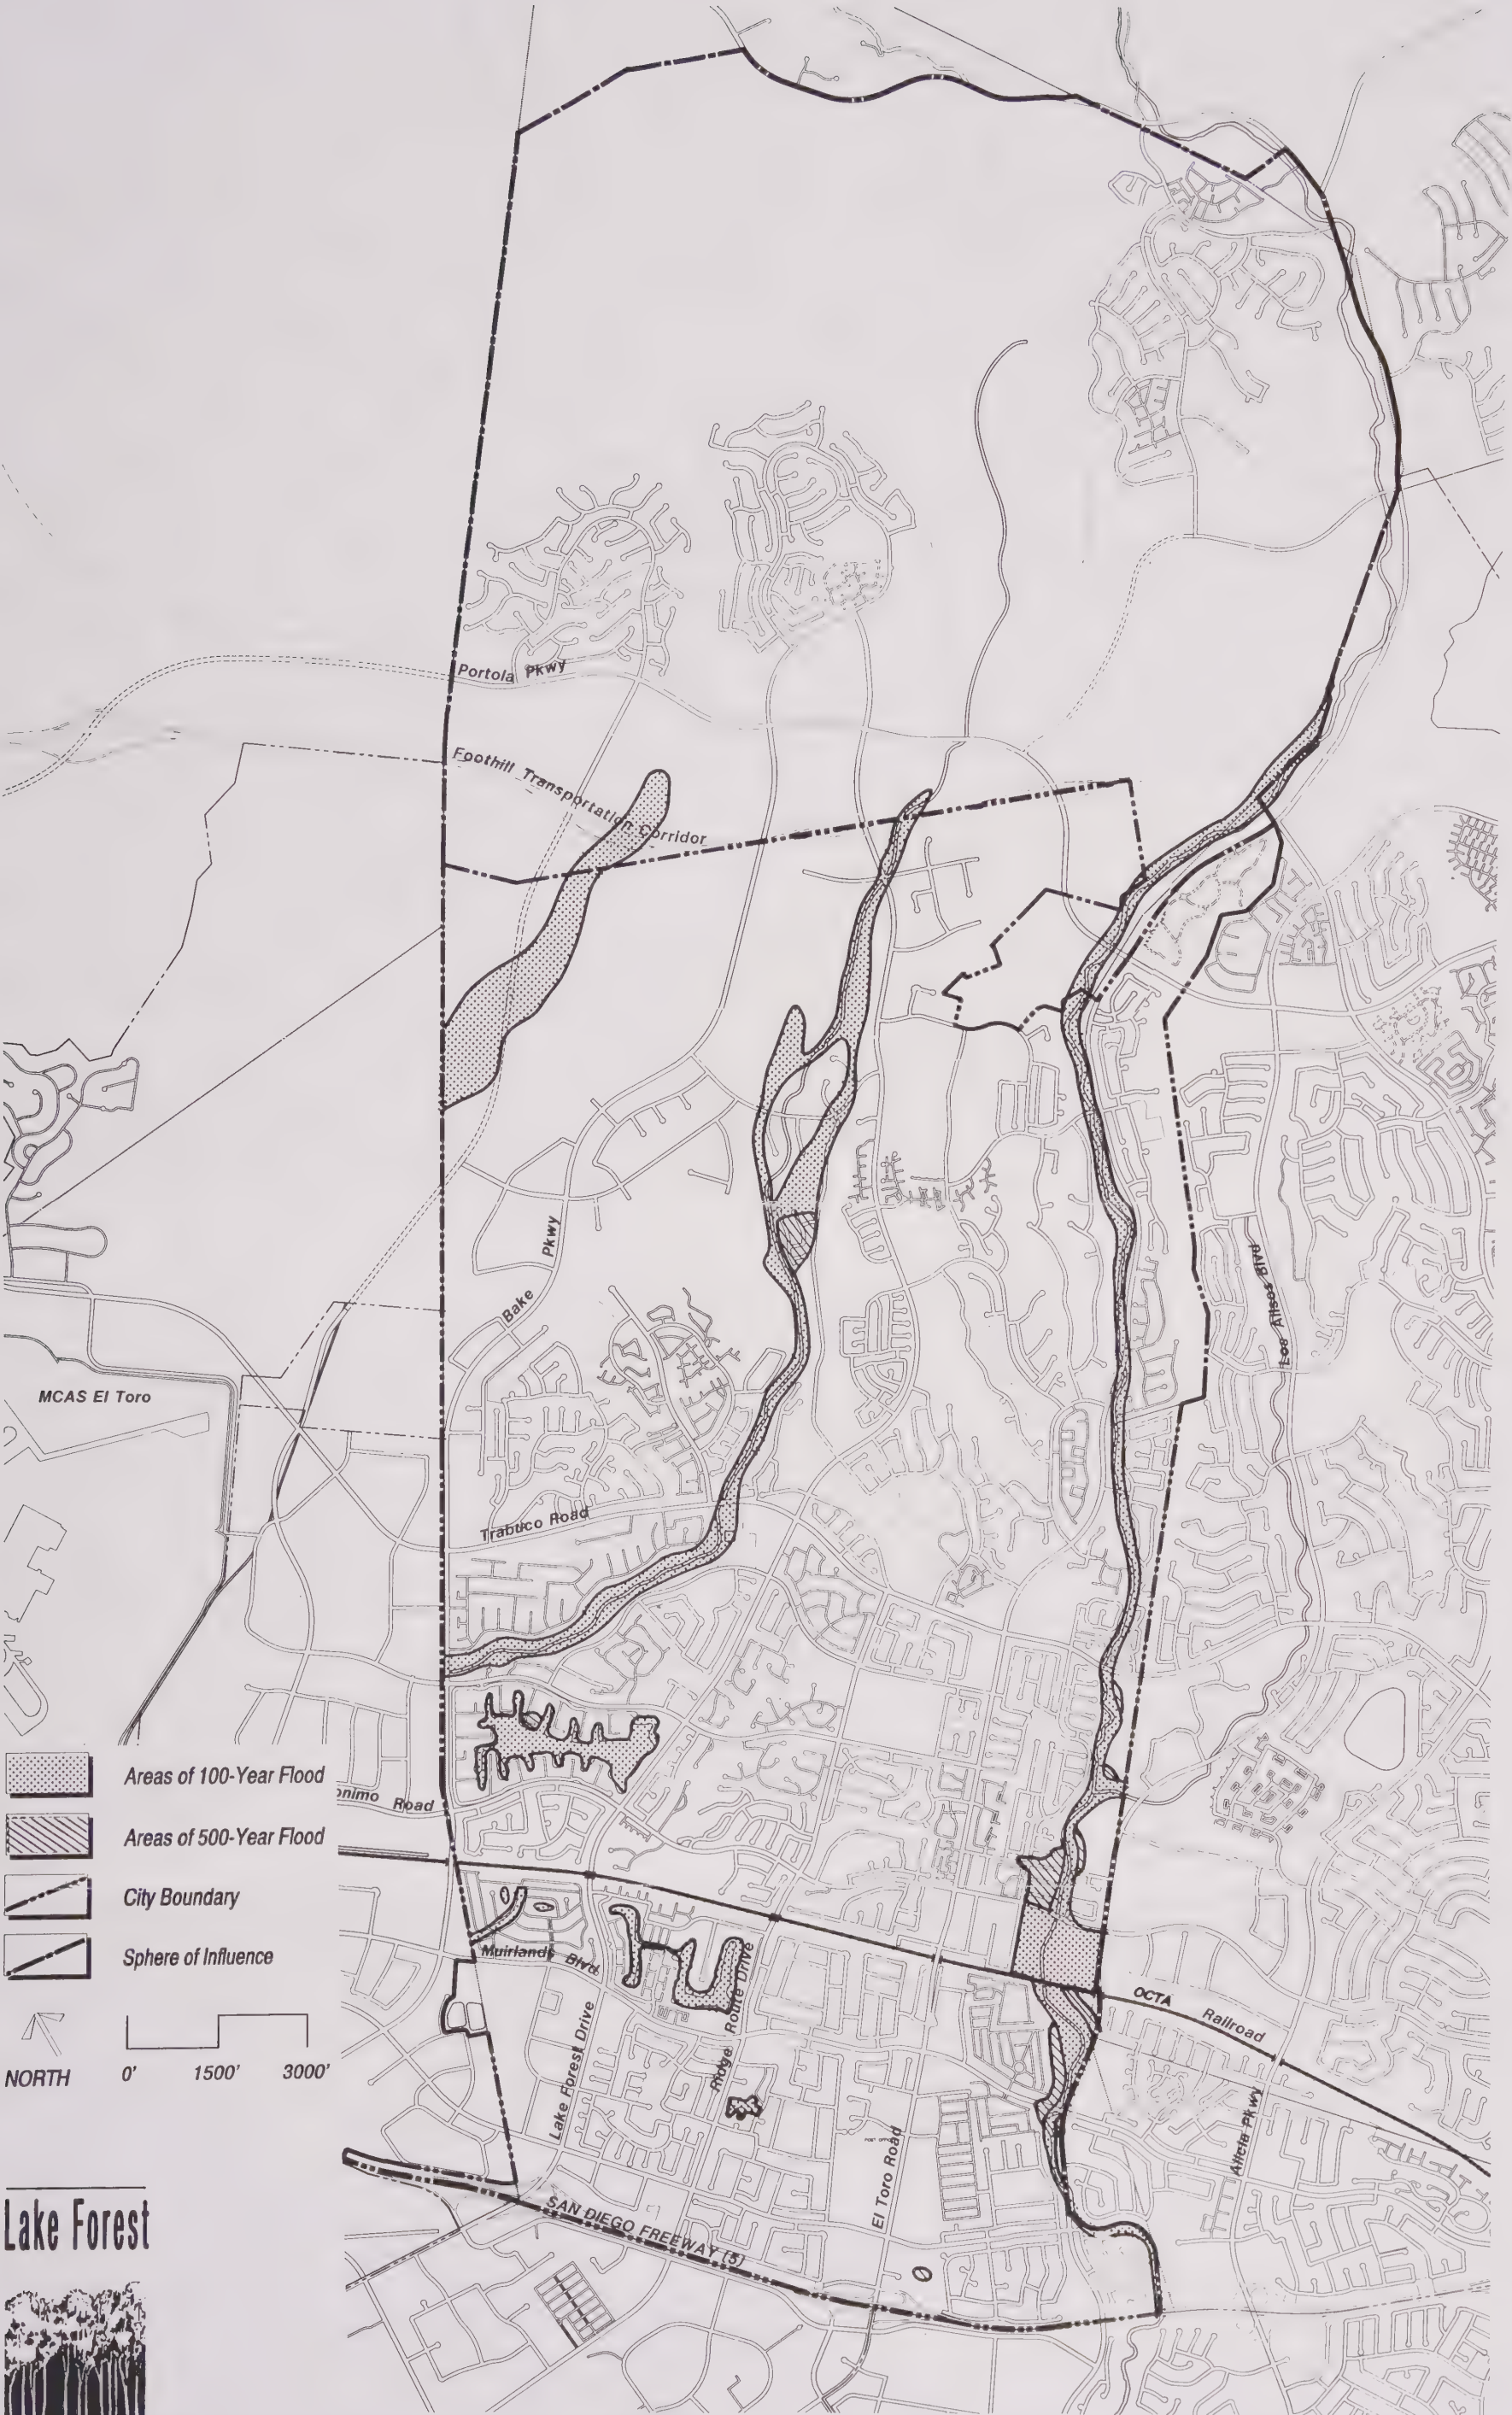 Portola Pkwy
Foothill Transportation Corridor
Pkwy
Bake
Los Alisos Blvd
MCAS El Toro
Trabuco Road
Areas of 100-Year Flood
onimo Road
Areas of 500-Year Flood
City Boundary
Sphere of Influence
Muirlands Blvd
OCTA Railroad
NORTH
0' 1500' 3000'
Lake Forest Drive
Ridge Route Drive
El Toro Road
Alicia Pkwy
SAN DIEGO FREEWAY (5)
Lake Forest